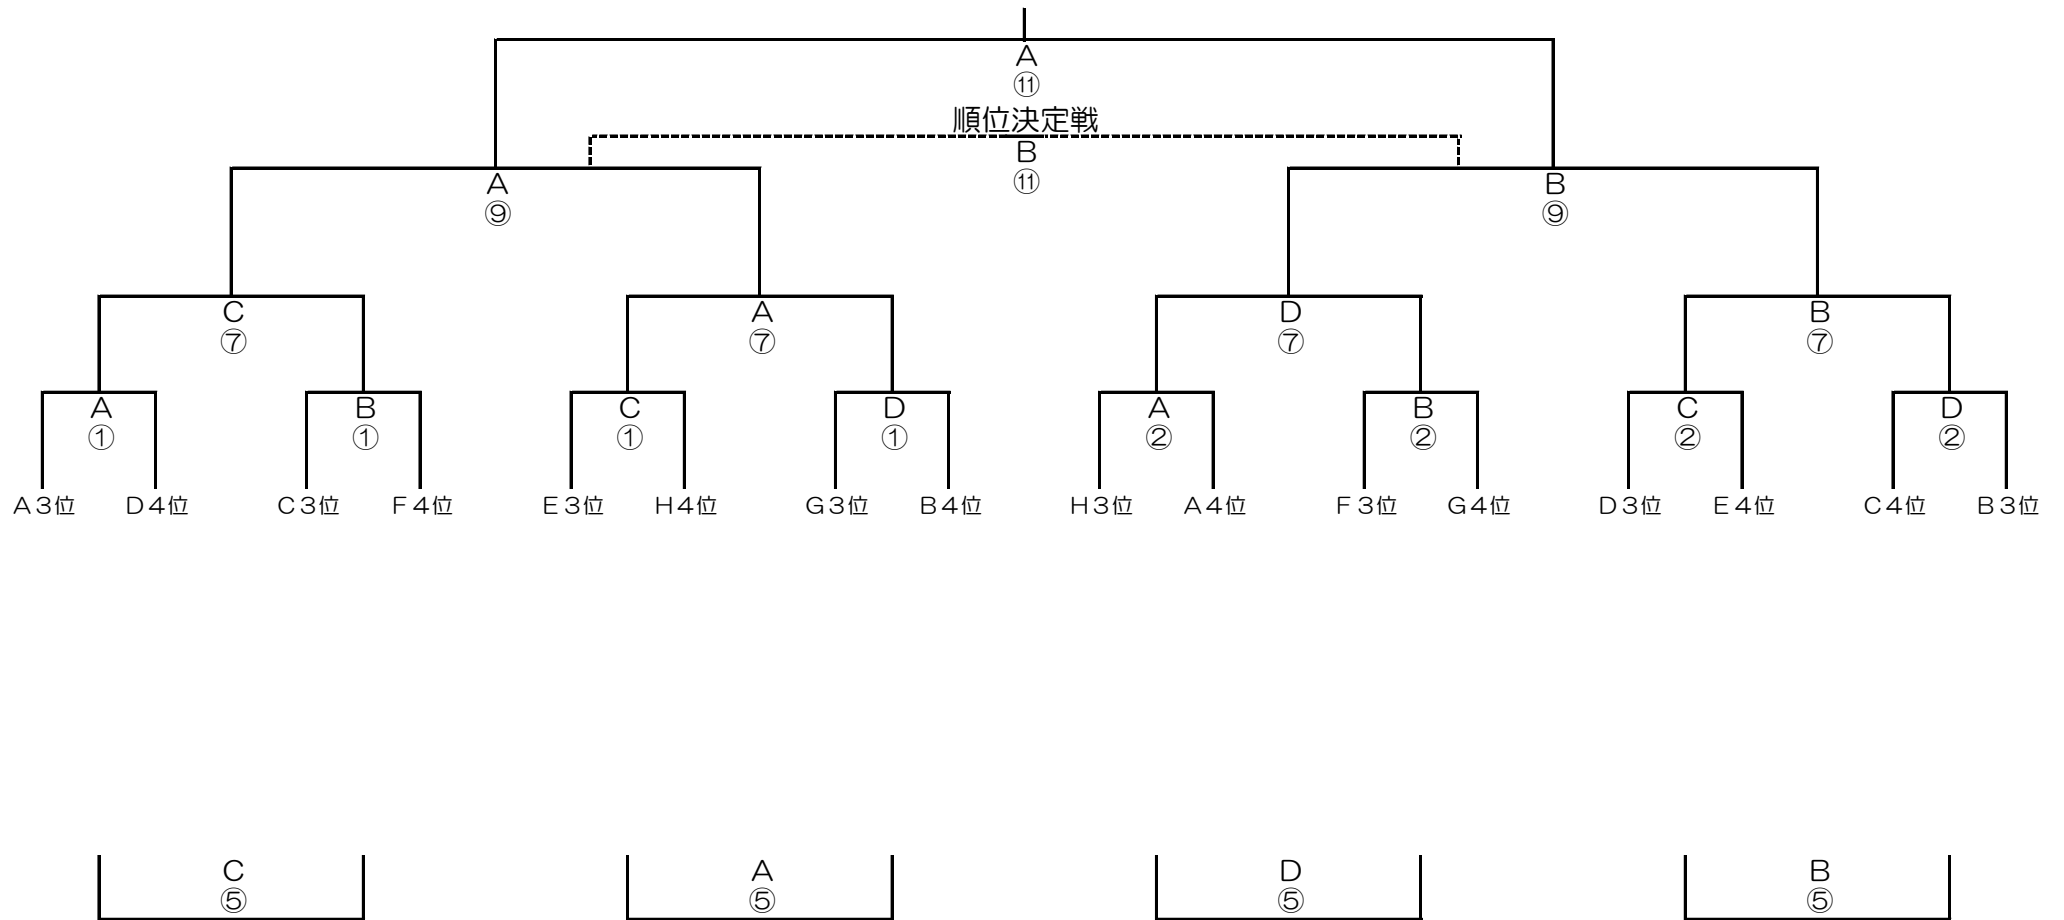 A
⑪
順位決定戦
B
⑪
A B
⑨ ⑨
C A D B
⑦ ⑦ ⑦ ⑦
A B C D A B C D
① ① ① ① ② ② ② ②
A3位 D4位 C3位 F4位 E3位 H4位 G3位 B4位 H3位 A4位 F3位 G4位 D3位 E4位 C4位 B3位
C A D B
⑤ ⑤ ⑤ ⑤